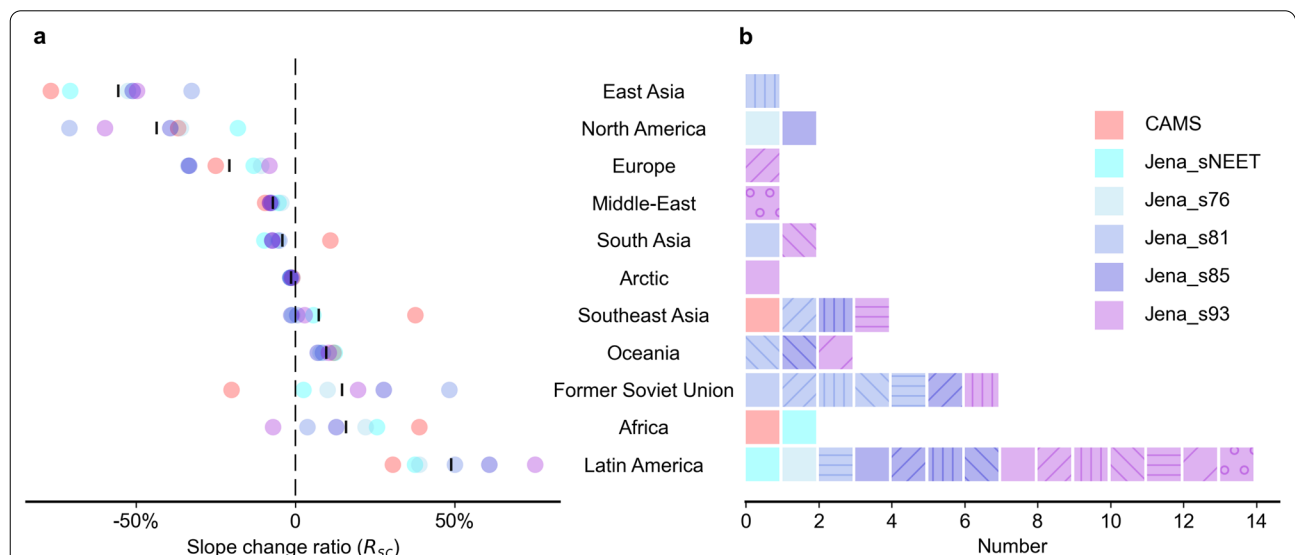 a
b
East Asia
North America
Europe
Middle-East
South Asia
Arctic
Southeast Asia
Oceania
Former Soviet Union
Africa
Latin America
CAMS
Jena_sNEET
Jena_s76
Jena_s81
Jena_s85
Jena_s93
-50% 0 50%
Slope change ratio (R_SC)
0 2 4 6 8 10 12 14
Number